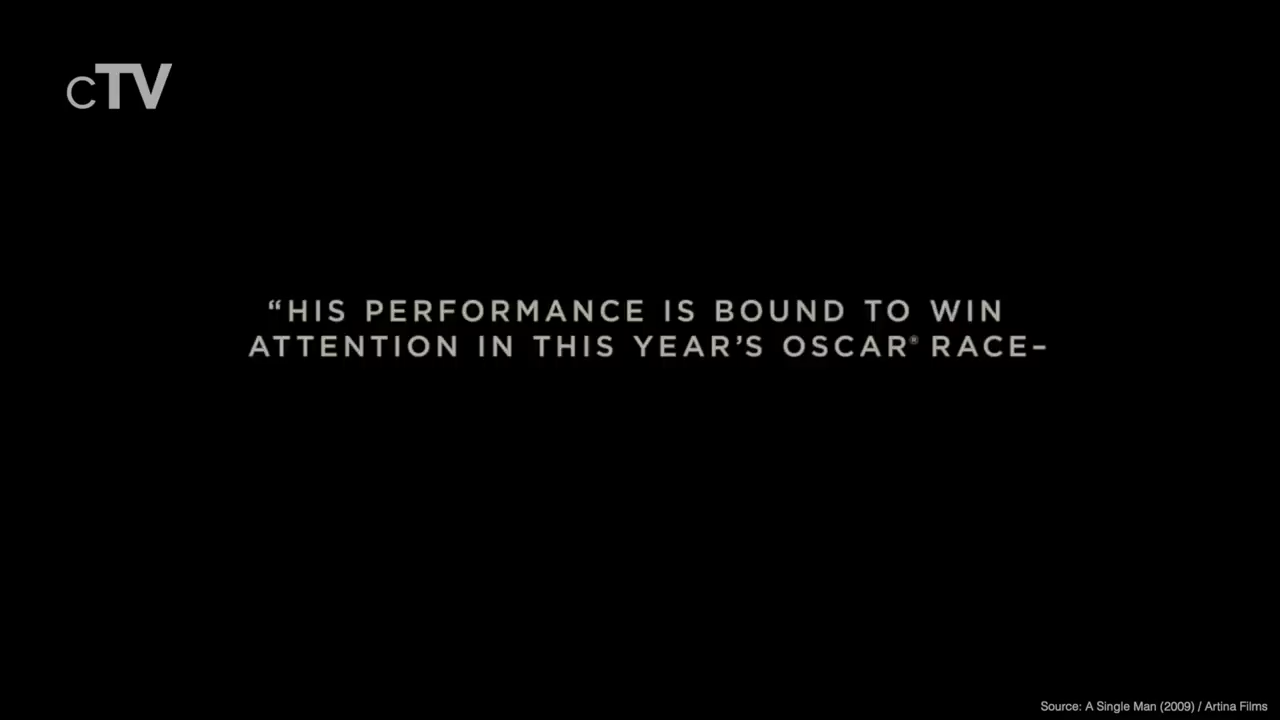 cTV
“HIS PERFORMANCE IS BOUND TO WIN
ATTENTION IN THIS YEAR’S OSCAR® RACE–
Source: A Single Man (2009) / Artina Films